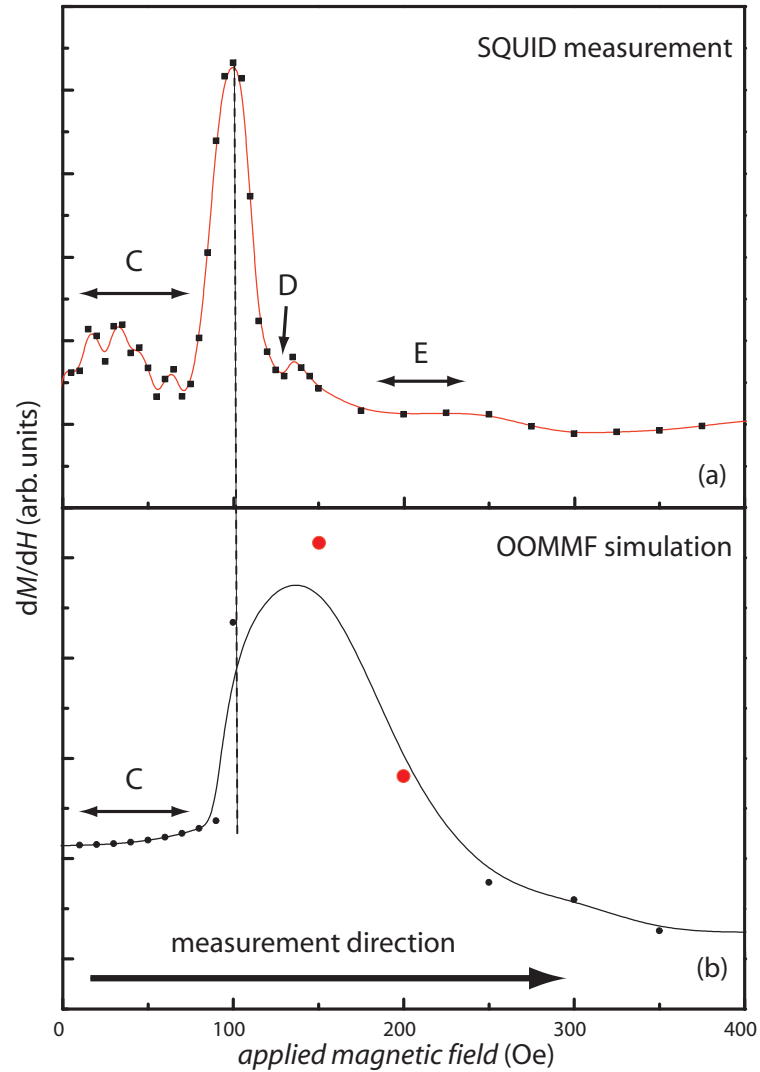 SQUID measurement
C
D
E
(a)
dM/dH (arb. units)
OOMMF simulation
C
measurement direction
(b)
0 100 200 300 400
applied magnetic field (Oe)